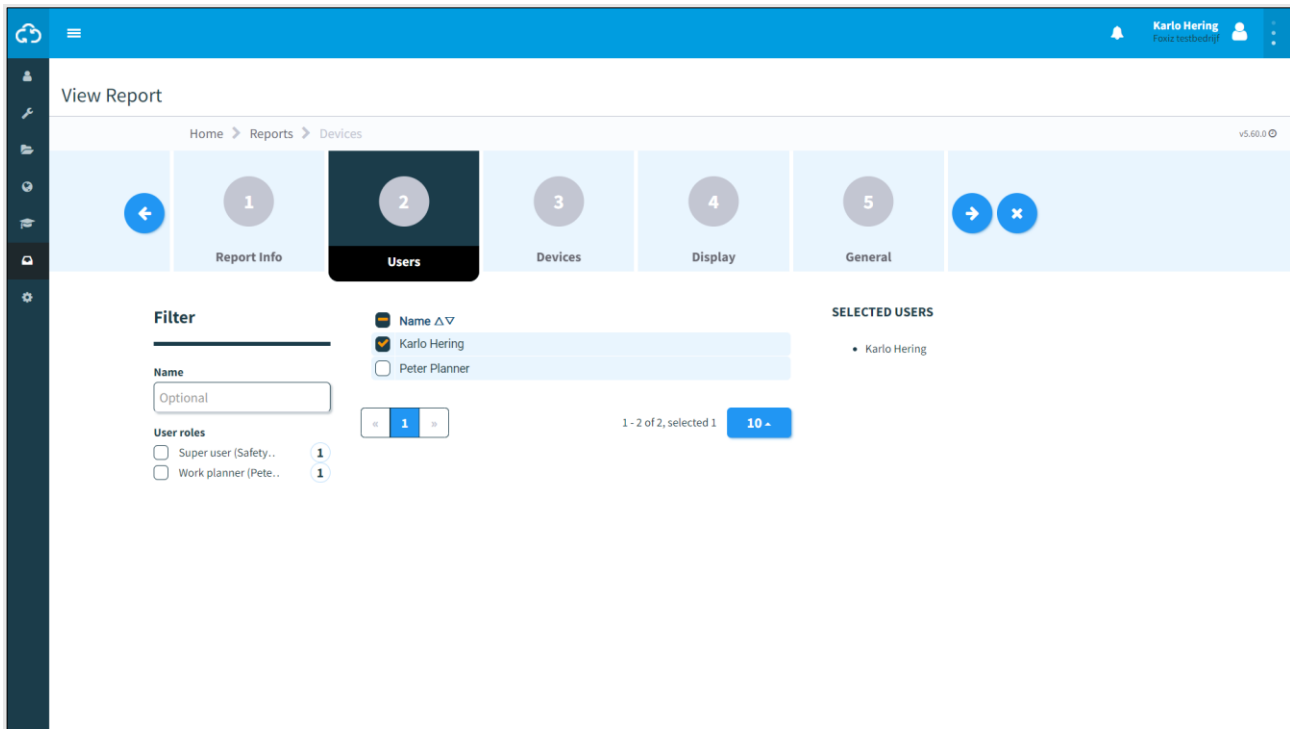 Karlo Hering
Foxiz testbedrijf
View Report
Home Reports Devices
v5.60.0
1
Report Info
2
Users
3
Devices
4
Display
5
General
Filter
Name
Optional
User roles
Super user (Safety.. 1
Work planner (Pete.. 1
Name △▽
Karlo Hering
Peter Planner
« 1 »
1 - 2 of 2, selected 1
10
SELECTED USERS
• Karlo Hering